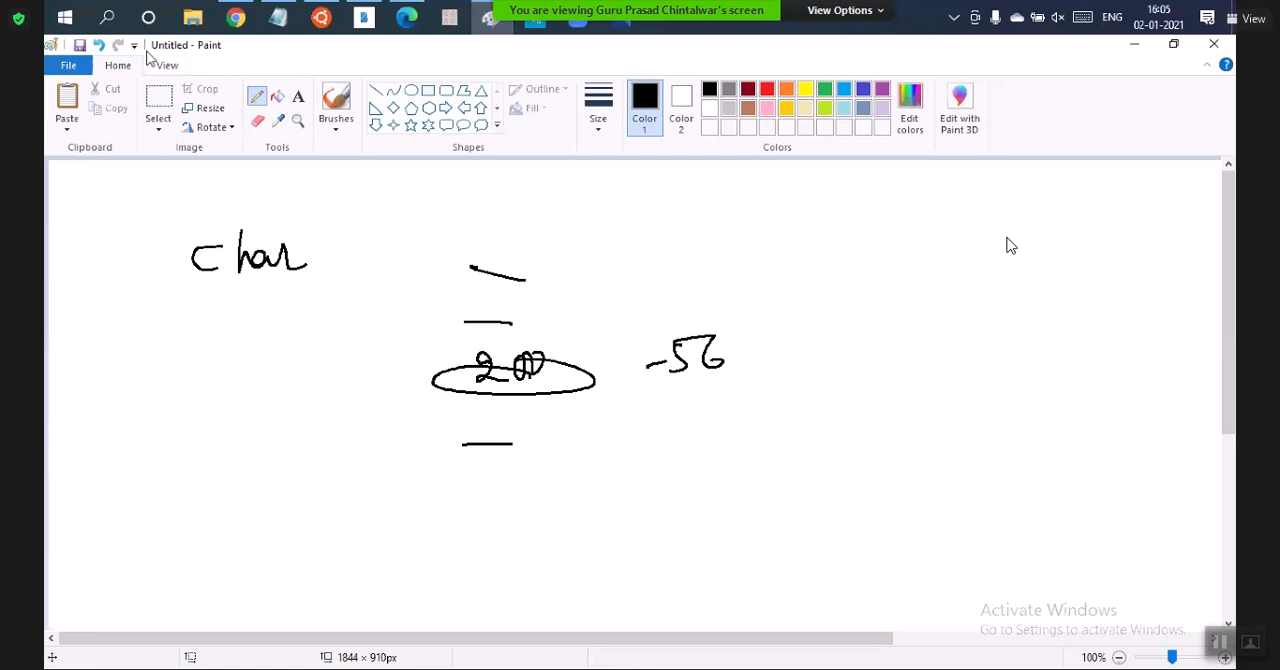 You are viewing Guru Prasad Chintalwar's screen
View Options
ENG
16:05
02-01-2021
View
Untitled - Paint
File
Home
View
Paste
Cut
Copy
Clipboard
Select
Crop
Resize
Rotate
Image
A
Tools
Brushes
Shapes
Outline
Fill
Size
Color 1
Color 2
Edit colors
Edit with Paint 3D
Colors
char
200 -56
Activate Windows
Go to Settings to activate Windows.
1844 × 910px
100%